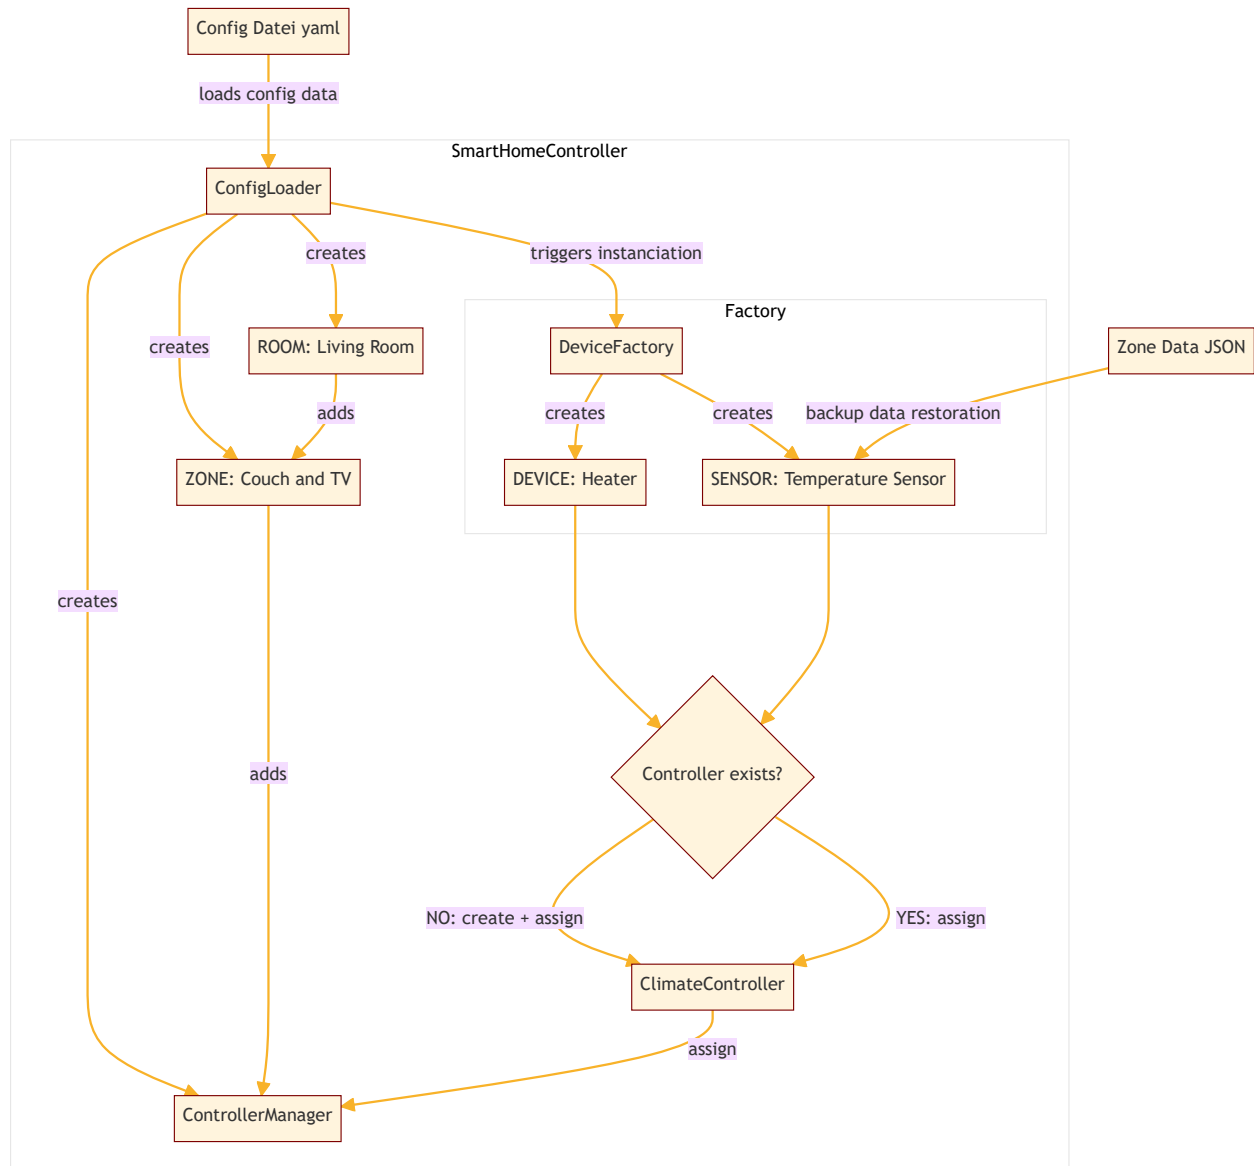 Config Datei yaml
loads config data
SmartHomeController
ConfigLoader
creates
triggers instanciation
Factory
creates
ROOM: Living Room
DeviceFactory
Zone Data JSON
adds
creates
creates
backup data restoration
ZONE: Couch and TV
DEVICE: Heater
SENSOR: Temperature Sensor
creates
adds
Controller exists?
NO: create + assign
YES: assign
ClimateController
assign
ControllerManager